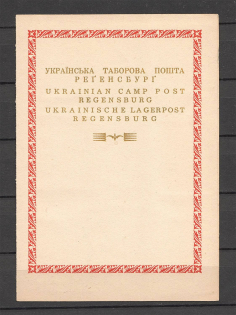 УКРАЇНСЬКА ТАБОРОВА ПОШТА
РЕҐЕНСБУРҐ
UKRAINIAN CAMP POST
REGENSBURG
UKRAINISCHE LAGERPOST
REGENSBURG